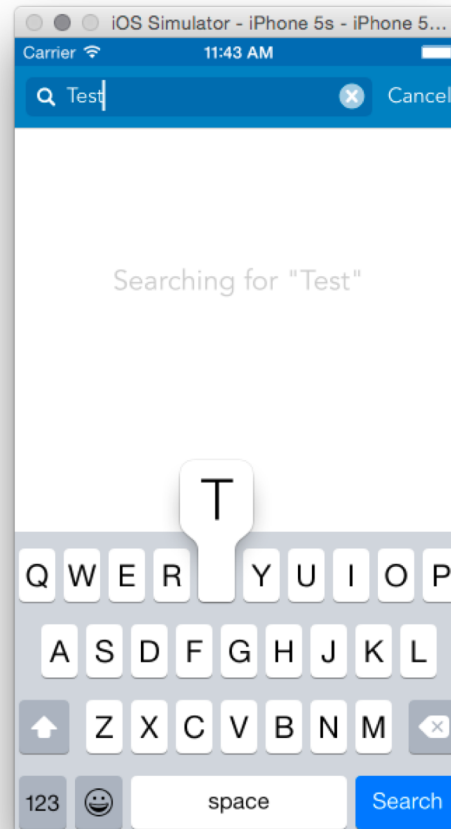 iOS Simulator - iPhone 5s - iPhone 5...
Carrier 11:43 AM
Test Cancel
Searching for "Test"
T
Q W E R Y U I O P
A S D F G H J K L
Z X C V B N M
123 space Search